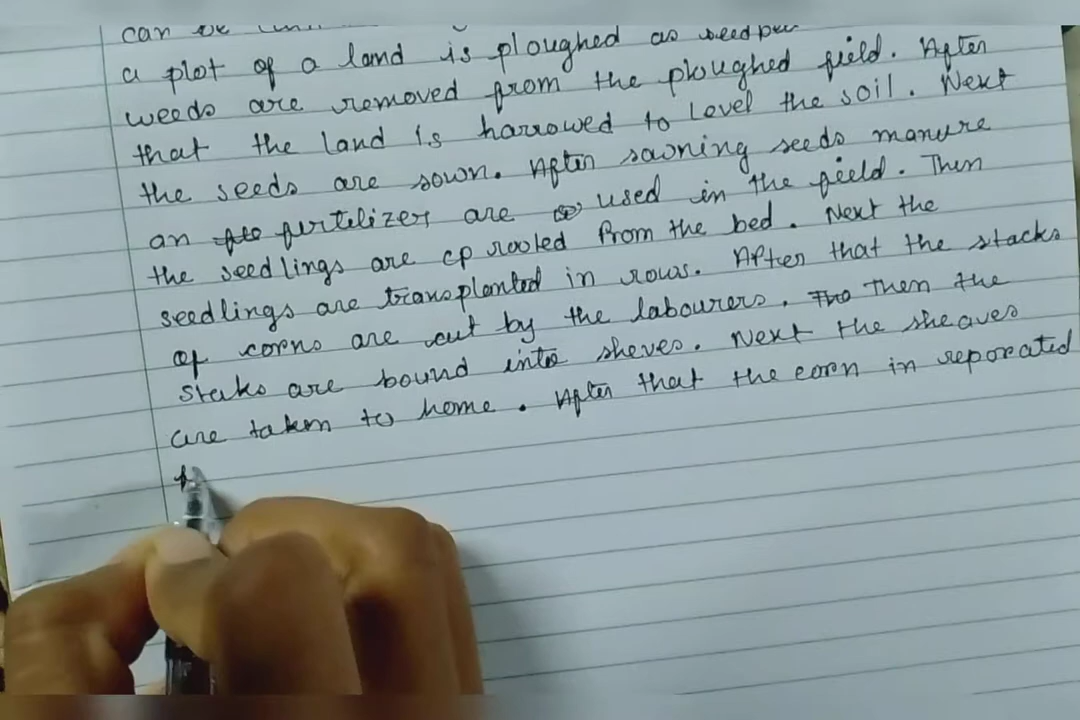 can be
a plot of a land is ploughed as
weeds are removed from the ploughed field. After
that the land is harrowed to level the soil. Next
the seeds are sown. After sowning seeds manure
an fertilizer are used in the field. Then
the seedlings are cp rooted from the bed. Next the
seedlings are transplanted in rows. After that the stacks
of corns are cut by the labourers. Then the
staks are bound into sheves. Next the sheaves
are taken to home. After that the corn in seporated
f